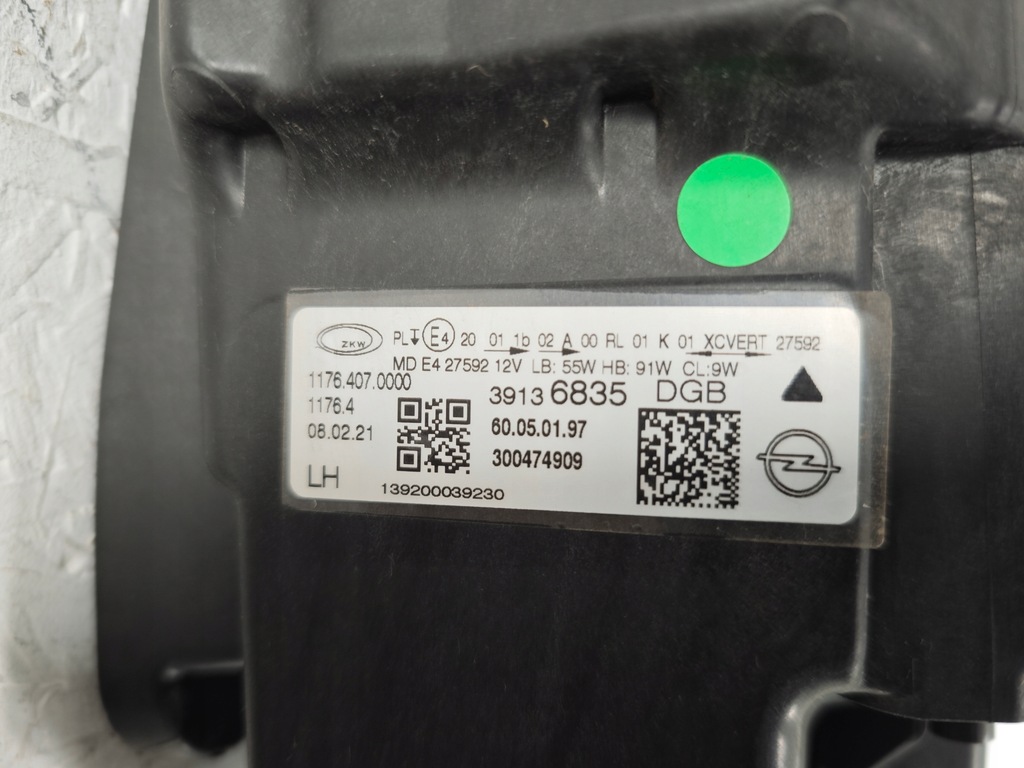 ZKW PL E4 20 01 1b 02 A 00 RL 01 K 01 XCVERT 27592
MD E4 27592 12V LB: 55W HB: 91W CL:9W
1176.407.0000
39136835 DGB
1176.4
60.05.01.97
08.02.21
300474909
LH
139200039230